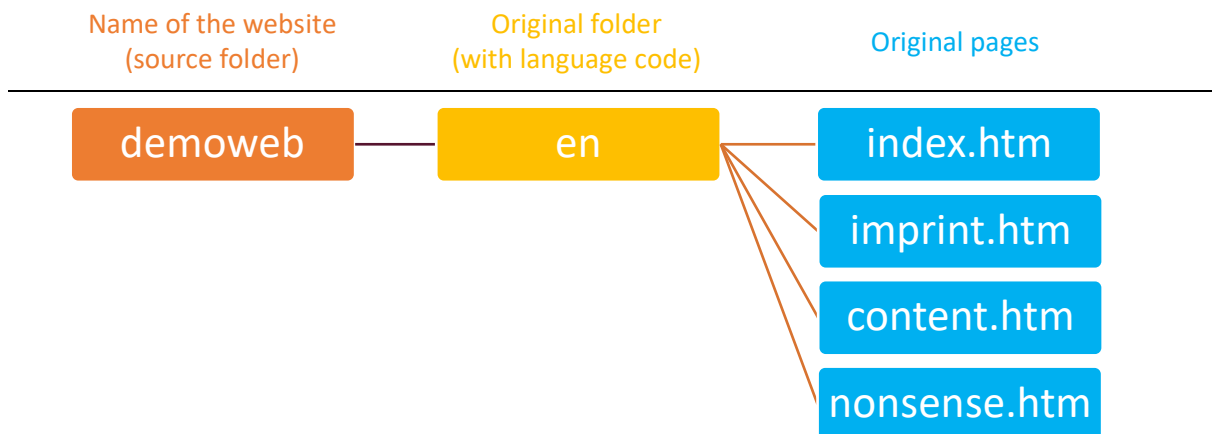 Name of the website
(source folder)
Original folder
(with language code)
Original pages
demoweb
en
index.htm
imprint.htm
content.htm
nonsense.htm